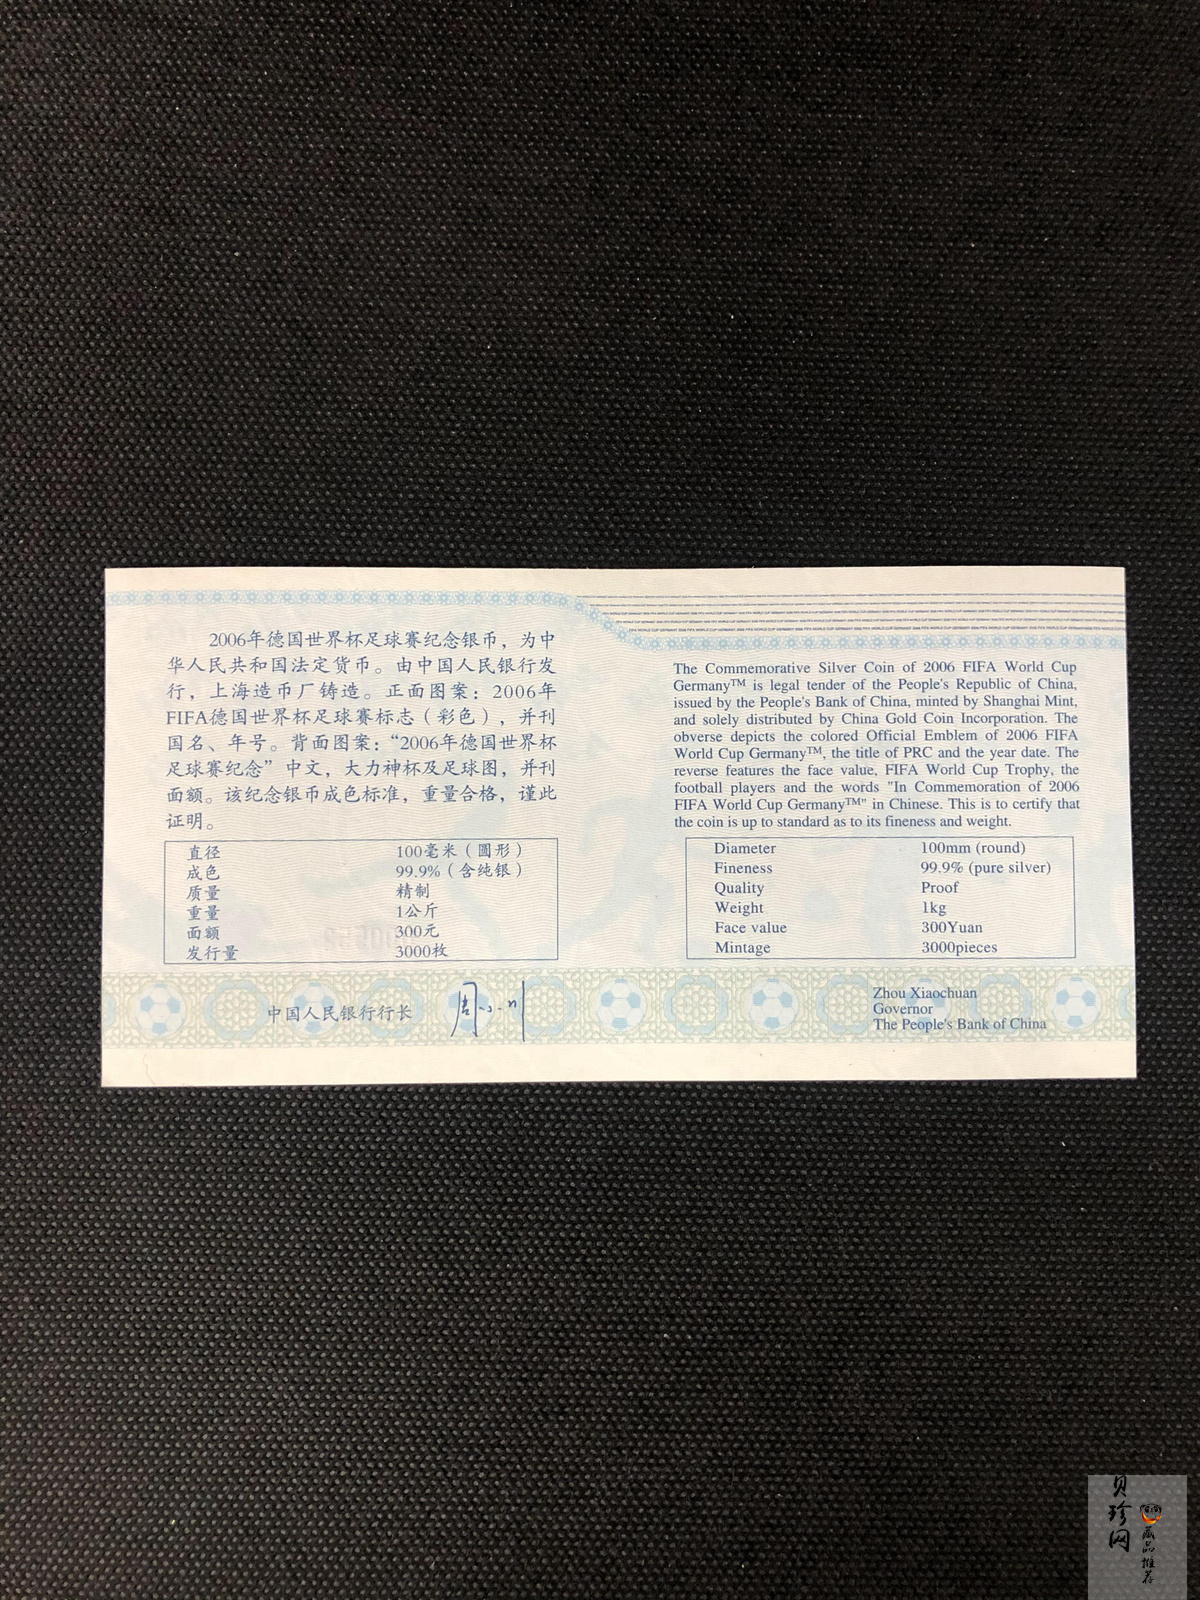 2006年德国世界杯足球赛纪念银币，为中
华人民共和国法定货币。由中国人民银行发
行，上海造币厂铸造。正面图案：2006年
FIFA德国世界杯足球赛标志（彩色），并刊
国名、年号。背面图案：“2006年德国世界杯
足球赛纪念”中文，大力神杯及足球图，并刊
面额。该纪念银币成色标准，重量合格，谨此
证明。
直径 100毫米（圆形）
成色 99.9%（含纯银）
质量 精制
重量 1公斤
面额 300元
发行量 3000枚
中国人民银行行长 周小川
The Commemorative Silver Coin of 2006 FIFA World Cup
Germany™ is legal tender of the People's Republic of China,
issued by the People's Bank of China, minted by Shanghai Mint,
and solely distributed by China Gold Coin Incorporation. The
obverse depicts the colored Official Emblem of 2006 FIFA
World Cup Germany™, the title of PRC and the year date. The
reverse features the face value, FIFA World Cup Trophy, the
football players and the words "In Commemoration of 2006
FIFA World Cup Germany™" in Chinese. This is to certify that
the coin is up to standard as to its fineness and weight.
Diameter 100mm (round)
Fineness 99.9% (pure silver)
Quality Proof
Weight 1kg
Face value 300Yuan
Mintage 3000pieces
Zhou Xiaochuan
Governor
The People's Bank of China
贝珍网
藏品推荐